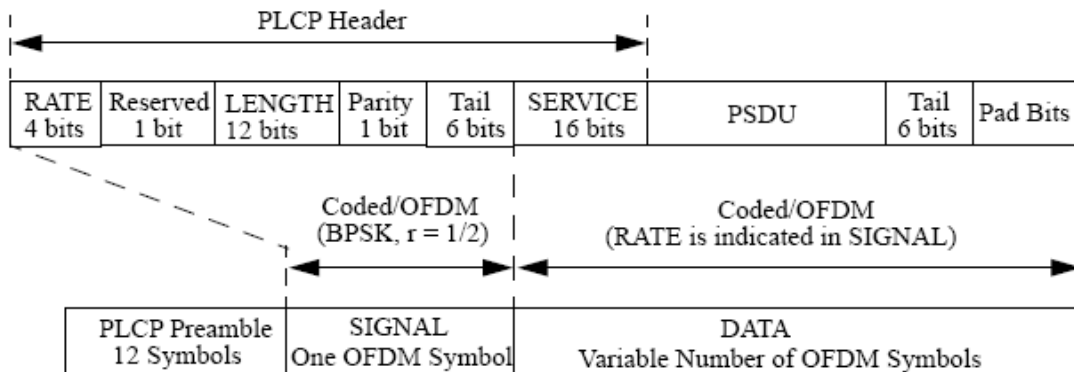 PLCP Header
RATE Reserved LENGTH Parity Tail SERVICE PSDU Tail Pad Bits
4 bits 1 bit 12 bits 1 bit 6 bits 16 bits 6 bits
Coded/OFDM Coded/OFDM
(BPSK, r = 1/2) (RATE is indicated in SIGNAL)
PLCP Preamble SIGNAL DATA
12 Symbols One OFDM Symbol Variable Number of OFDM Symbols